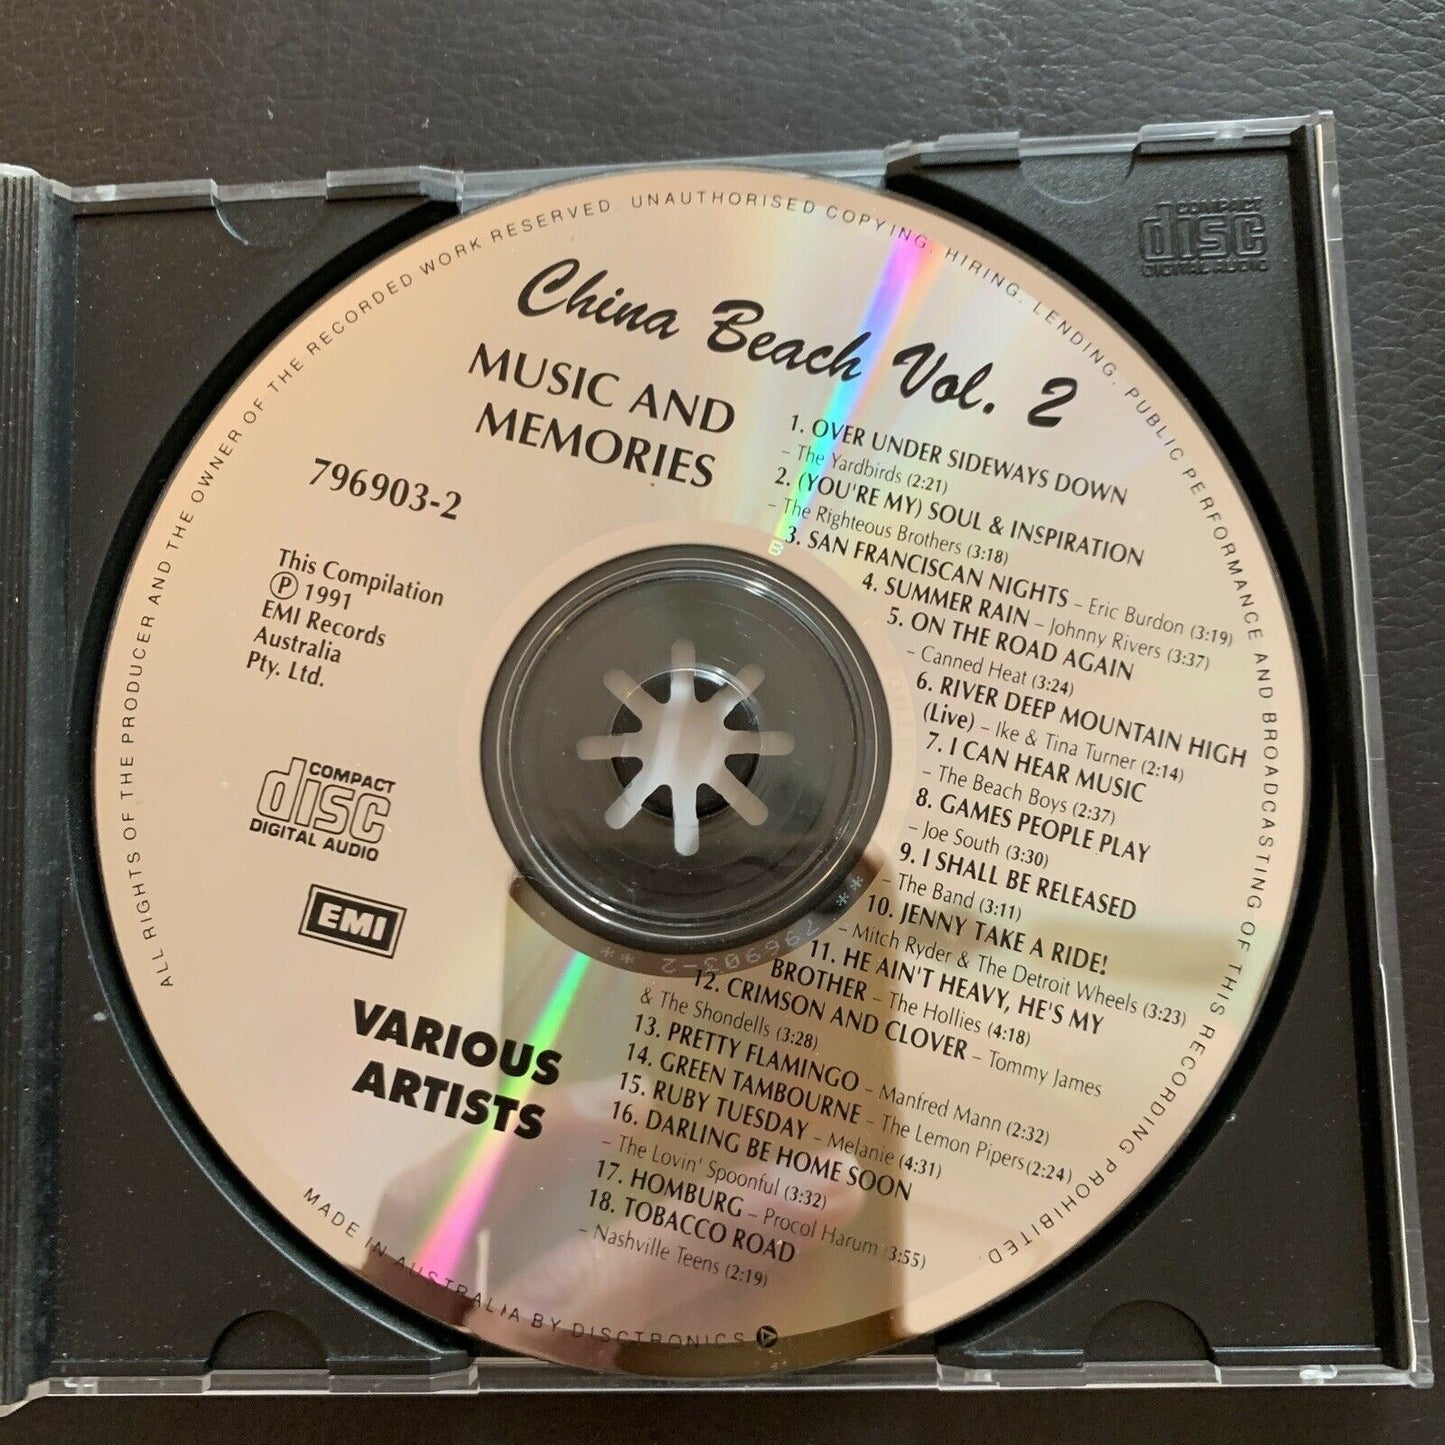 ALL RIGHTS OF THE PRODUCER AND THE OWNER OF THE RECORDED WORK RESERVED. UNAUTHORISED COPYING, HIRING, LENDING, PUBLIC PERFORMANCE AND BROADCASTING OF THIS RECORDING PROHIBITED.
COMPACT
disc
DIGITAL AUDIO
China Beach Vol. 2
MUSIC AND
MEMORIES
796903-2
This Compilation
Ⓟ 1991
EMI Records
Australia
Pty. Ltd.
COMPACT
disc
DIGITAL AUDIO
EMI
VARIOUS
ARTISTS
1. OVER UNDER SIDEWAYS DOWN
– The Yardbirds (2:21)
2. (YOU'RE MY) SOUL & INSPIRATION
– The Righteous Brothers (3:18)
3. SAN FRANCISCAN NIGHTS – Eric Burdon (3:19)
4. SUMMER RAIN – Johnny Rivers (3:37)
5. ON THE ROAD AGAIN
– Canned Heat (3:24)
6. RIVER DEEP MOUNTAIN HIGH
(Live) – Ike & Tina Turner (2:14)
7. I CAN HEAR MUSIC
– The Beach Boys (2:37)
8. GAMES PEOPLE PLAY
– Joe South (3:30)
9. I SHALL BE RELEASED
– The Band (3:11)
10. JENNY TAKE A RIDE!
– Mitch Ryder & The Detroit Wheels (3:23)
11. HE AIN'T HEAVY, HE'S MY
BROTHER – The Hollies (4:18)
12. CRIMSON AND CLOVER – Tommy James
& The Shondells (3:28)
13. PRETTY FLAMINGO – Manfred Mann (2:32)
14. GREEN TAMBOURNE – The Lemon Pipers (2:24)
15. RUBY TUESDAY – Melanie (4:31)
16. DARLING BE HOME SOON
– The Lovin' Spoonful (3:32)
17. HOMBURG – Procol Harum (3:55)
18. TOBACCO ROAD
– Nashville Teens (2:19)
** 796903-2 **
MADE IN AUSTRALIA BY DISCTRONICS